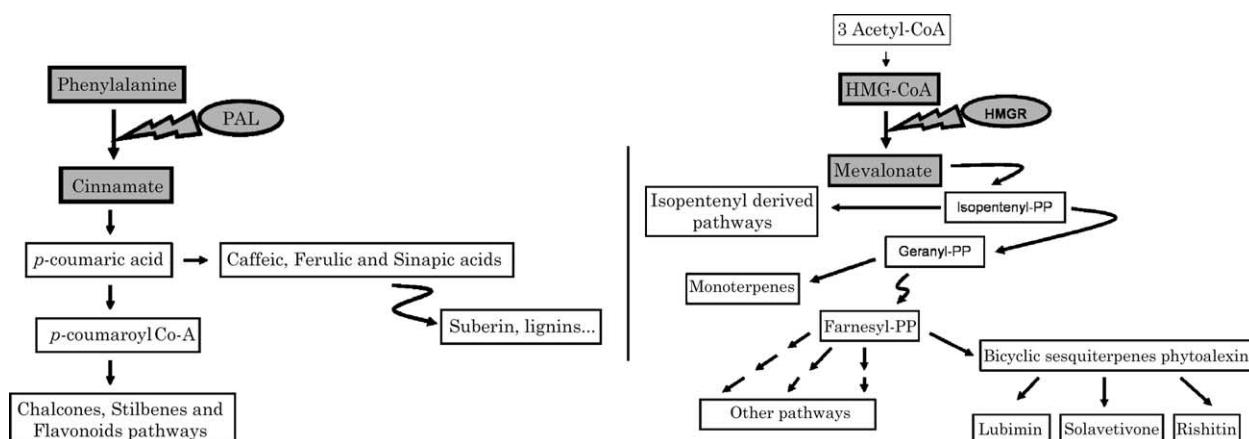 Phenylalanine
PAL
Cinnamate
p-coumaric acid
Caffeic, Ferulic and Sinapic acids
Suberin, lignins...
p-coumaroyl Co-A
Chalcones, Stilbenes and
Flavonoids pathways
3 Acetyl-CoA
HMG-CoA
HMGR
Mevalonate
Isopentenyl-PP
Isopentenyl derived
pathways
Geranyl-PP
Monoterpenes
Farnesyl-PP
Bicyclic sesquiterpenes phytoalexin
Other pathways
Lubimin
Solavetivone
Rishitin